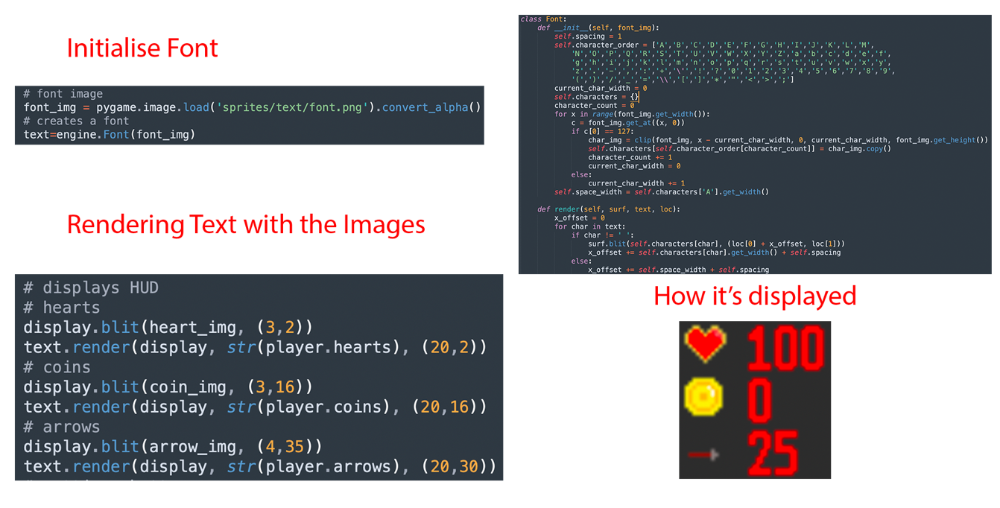 Initialise Font
# font image
font_img = pygame.image.load('sprites/text/font.png').convert_alpha()
# creates a font
text=engine.Font(font_img)
Rendering Text with the Images
# displays HUD
# hearts
display.blit(heart_img, (3,2))
text.render(display, str(player.hearts), (20,2))
# coins
display.blit(coin_img, (3,16))
text.render(display, str(player.coins), (20,16))
# arrows
display.blit(arrow_img, (4,35))
text.render(display, str(player.arrows), (20,30))
class Font:
def __init__(self, font_img):
self.spacing = 1
self.character_order = ['A','B','C','D','E','F','G','H','I','J','K','L','M',
'N','O','P','Q','R','S','T','U','V','W','X','Y','Z','a','b','c','d','e','f',
'g','h','i','j','k','l','m','n','o','p','q','r','s','t','u','v','w','x','y',
'z','.','-',',',':','+','\'','!','?','0','1','2','3','4','5','6','7','8','9',
'(',')','/','_','=','\\','[',']','*','"','<','>',';']
current_char_width = 0
self.characters = {}
character_count = 0
for x in range(font_img.get_width()):
c = font_img.get_at((x, 0))
if c[0] == 127:
char_img = clip(font_img, x - current_char_width, 0, current_char_width, font_img.get_height())
self.characters[self.character_order[character_count]] = char_img.copy()
character_count += 1
current_char_width = 0
else:
current_char_width += 1
self.space_width = self.characters['A'].get_width()
def render(self, surf, text, loc):
x_offset = 0
for char in text:
if char != ' ':
surf.blit(self.characters[char], (loc[0] + x_offset, loc[1]))
x_offset += self.characters[char].get_width() + self.spacing
else:
x_offset += self.space_width + self.spacing
How it's displayed
100
0
25